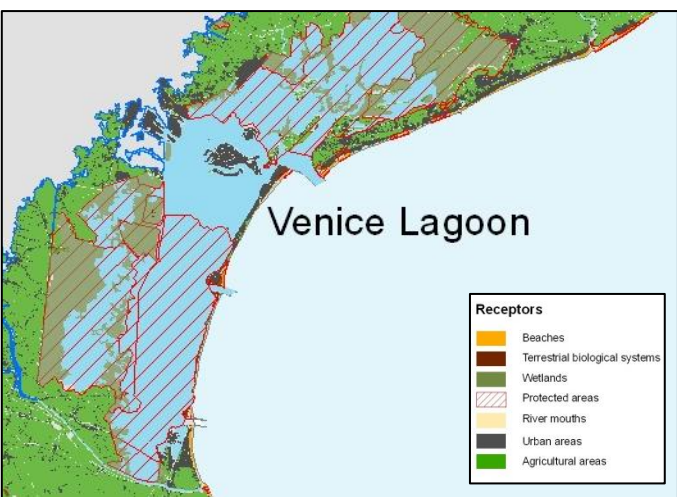 Venice Lagoon
Receptors
Beaches
Terrestrial biological systems
Wetlands
Protected areas
River mouths
Urban areas
Agricultural areas